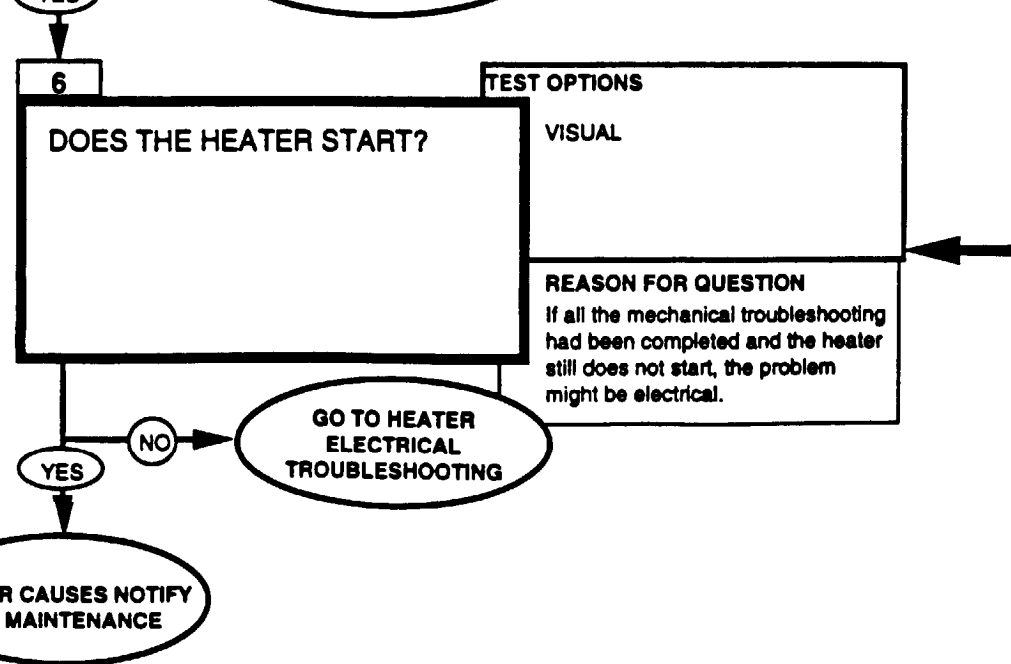 YES
6
TEST OPTIONS
DOES THE HEATER START?
VISUAL
REASON FOR QUESTION
If all the mechanical troubleshooting
had been completed and the heater
still does not start, the problem
might be electrical.
GO TO HEATER
ELECTRICAL
TROUBLESHOOTING
NO
YES
R CAUSES NOTIFY
MAINTENANCE